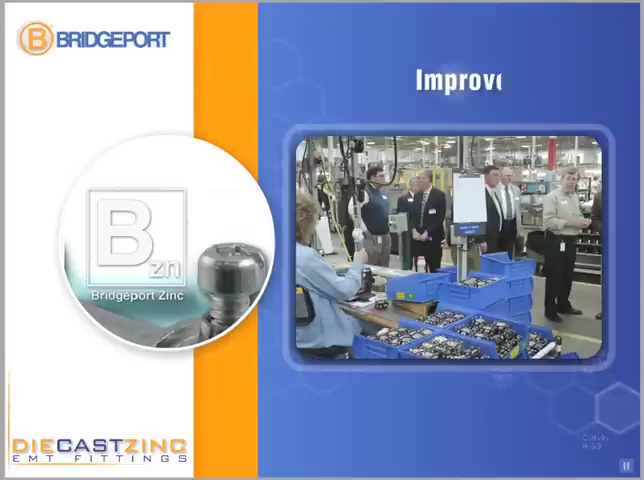 B BRIDGEPORT
Improve
B
zn
Bridgeport Zinc
DIECASTZINC
EMT FITTINGS